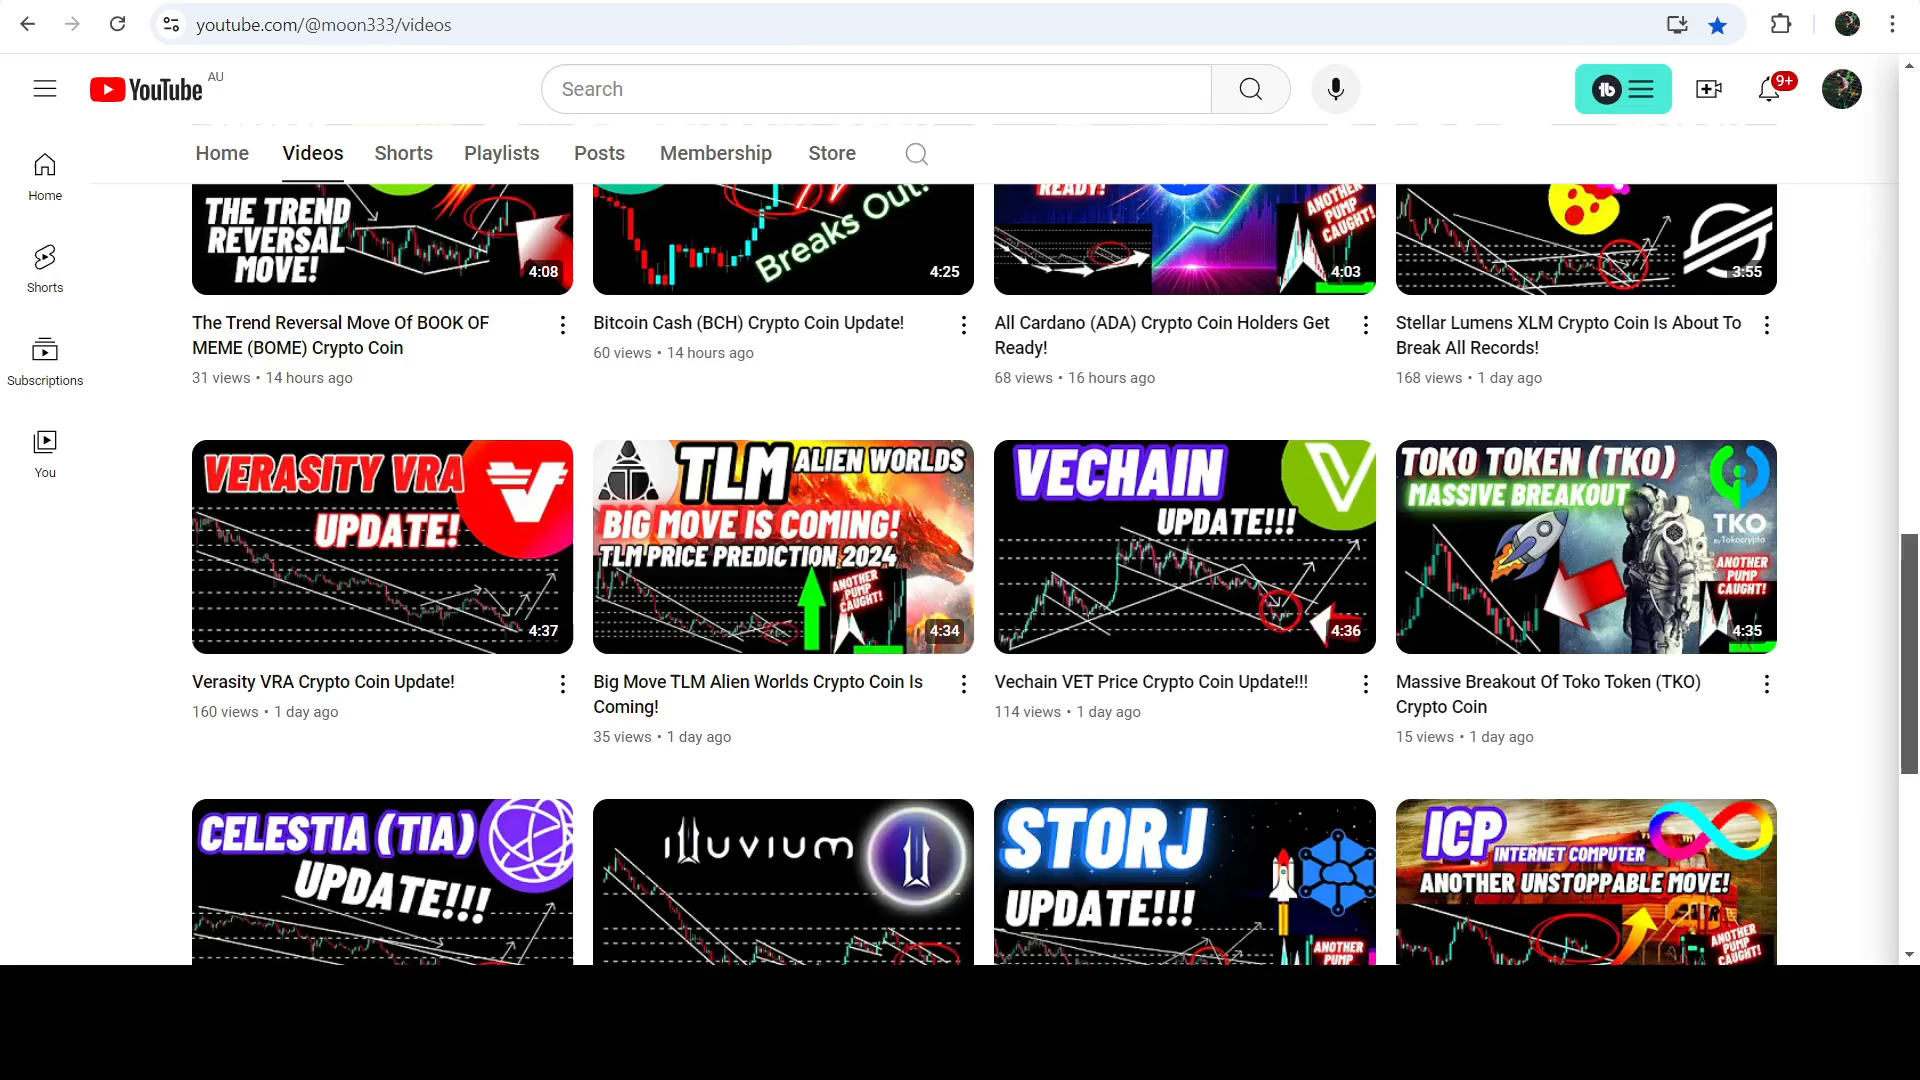 youtube.com/@moon333/videos
YouTube AU
Search
9+
Home
Videos
Shorts
Playlists
Posts
Membership
Store
Home
Shorts
Subscriptions
You
THE TREND
REVERSAL
MOVE!
4:08
Breaks Out!
4:25
READY!
ANOTHER
PUMP
CAUGHT!
4:03
3:55
The Trend Reversal Move Of BOOK OF
MEME (BOME) Crypto Coin
31 views • 14 hours ago
Bitcoin Cash (BCH) Crypto Coin Update!
60 views • 14 hours ago
All Cardano (ADA) Crypto Coin Holders Get
Ready!
68 views • 16 hours ago
Stellar Lumens XLM Crypto Coin Is About To
Break All Records!
168 views • 1 day ago
VERASITY VRA
UPDATE!
4:37
TLM ALIEN WORLDS
BIG MOVE IS COMING!
TLM PRICE PREDICTION 2024
ANOTHER
PUMP
CAUGHT!
4:34
VECHAIN
UPDATE!!!
4:36
TOKO TOKEN (TKO)
MASSIVE BREAKOUT
TKO
By Tokocrypto
ANOTHER
PUMP
CAUGHT!
4:35
Verasity VRA Crypto Coin Update!
160 views • 1 day ago
Big Move TLM Alien Worlds Crypto Coin Is
Coming!
35 views • 1 day ago
Vechain VET Price Crypto Coin Update!!!
114 views • 1 day ago
Massive Breakout Of Toko Token (TKO)
Crypto Coin
15 views • 1 day ago
CELESTIA (TIA)
UPDATE!!!
ILLUVIUM
STORJ
UPDATE!!!
ANOTHER
PUMP
ICP INTERNET COMPUTER
ANOTHER UNSTOPPABLE MOVE!
ANOTHER
PUMP
CAUGHT!